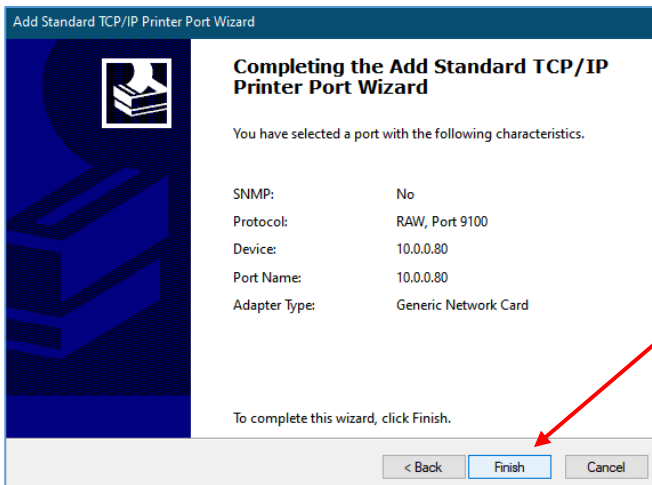 Add Standard TCP/IP Printer Port Wizard
Completing the Add Standard TCP/IP
Printer Port Wizard
You have selected a port with the following characteristics.
SNMP: No
Protocol: RAW, Port 9100
Device: 10.0.0.80
Port Name: 10.0.0.80
Adapter Type: Generic Network Card
To complete this wizard, click Finish.
< Back Finish Cancel